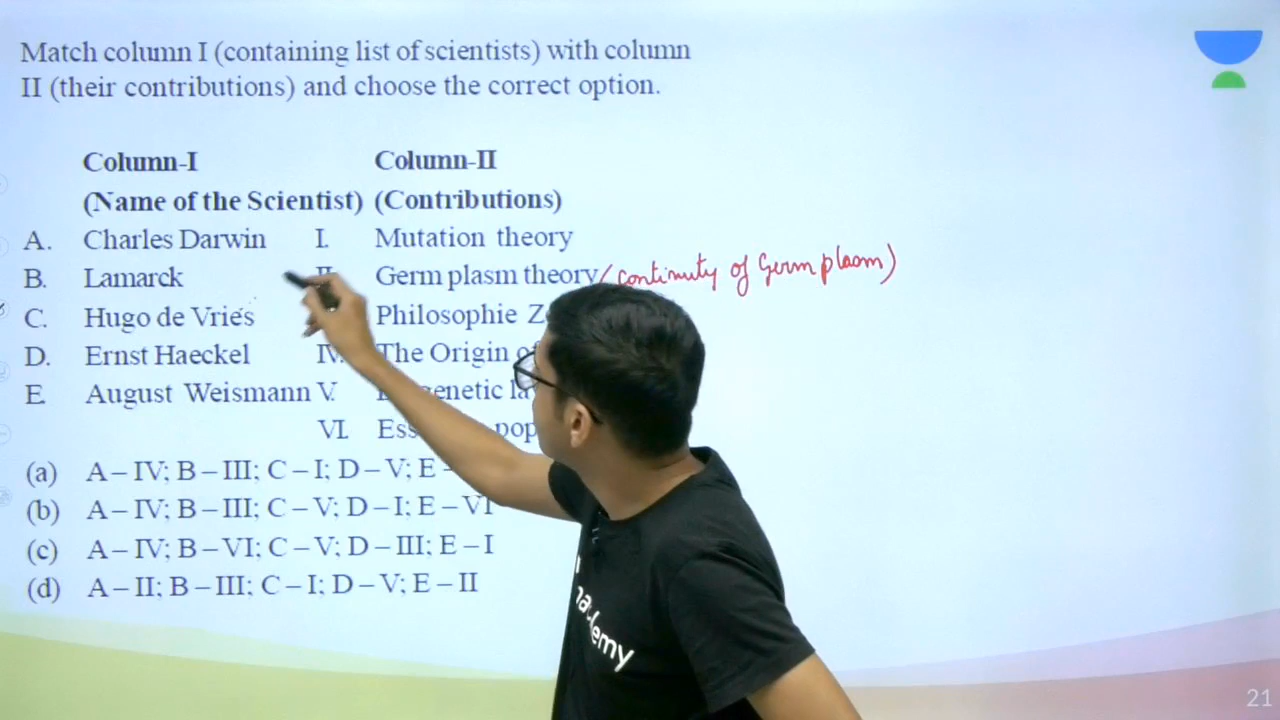 Match column I (containing list of scientists) with column
II (their contributions) and choose the correct option.
Column-I Column-II
(Name of the Scientist) (Contributions)
A. Charles Darwin I. Mutation theory
B. Lamarck Germ plasm theory (continuity of Germ plasm)
C. Hugo de Vries Philosophie
D. Ernst Haeckel IV. The Origin
E. August Weismann V.
VI.
(a) A – IV; B – III; C – I; D – V; E
(b) A – IV; B – III; C – V; D – I; E – VI
(c) A – IV; B – VI; C – V; D – III; E – I
(d) A – II; B – III; C – I; D – V; E – II
21